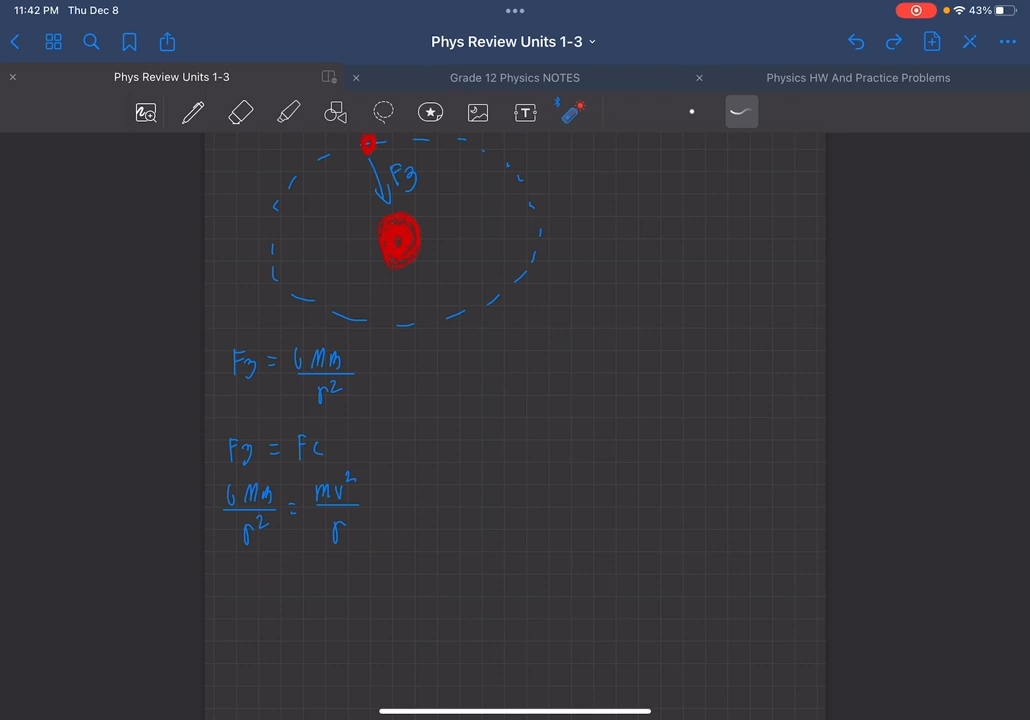 11:42 PM Thu Dec 8
43%
Phys Review Units 1-3
Phys Review Units 1-3
Grade 12 Physics NOTES
Physics HW And Practice Problems
T
Fg
Fg = GMm
r²
Fg = Fc
GMm = mv²
r² r